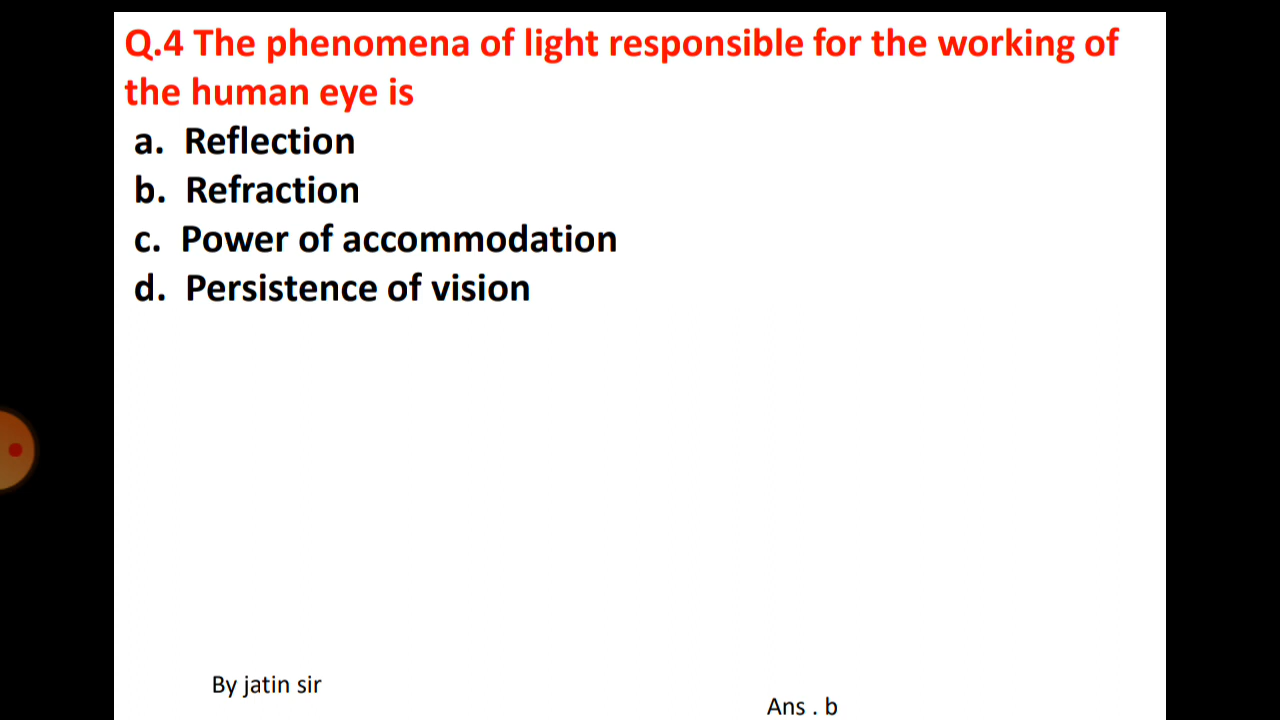 Q.4 The phenomena of light responsible for the working of
the human eye is
a. Reflection
b. Refraction
c. Power of accommodation
d. Persistence of vision
By jatin sir
Ans . b